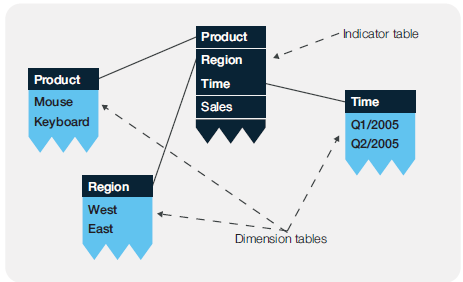 Product
Region
Time
Sales
Indicator table
Product
Mouse
Keyboard
Time
Q1/2005
Q2/2005
Region
West
East
Dimension tables